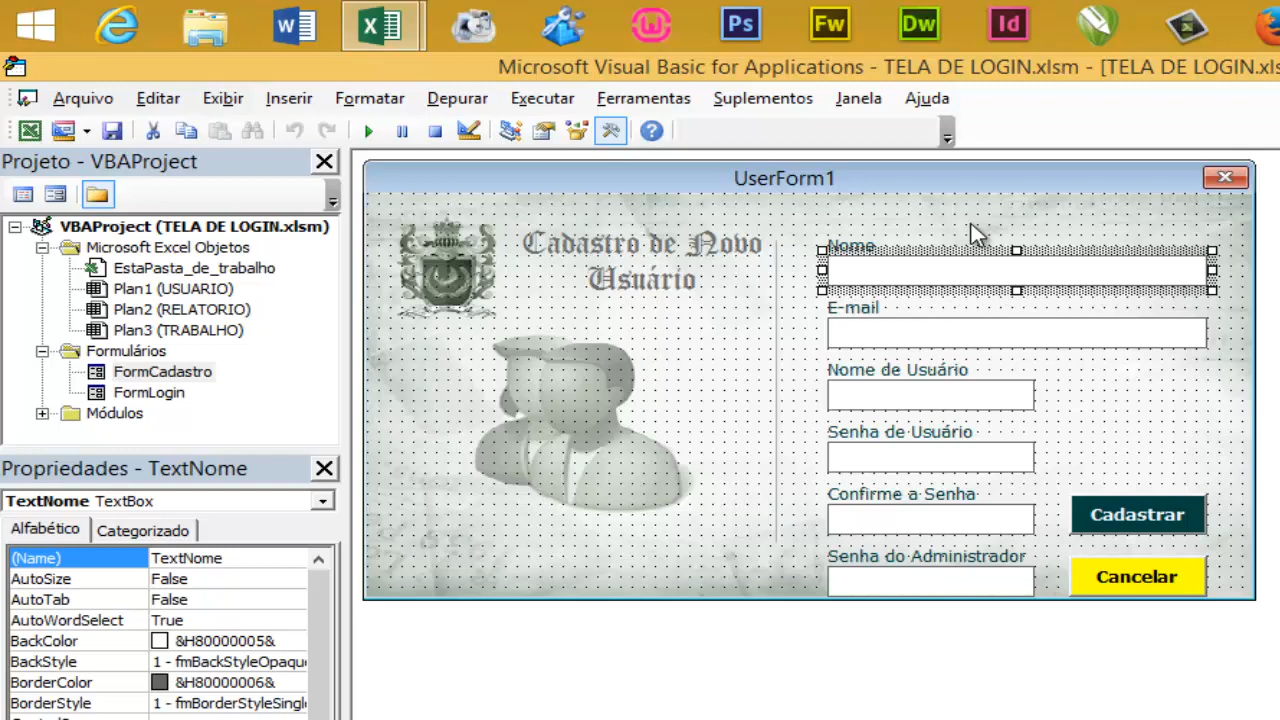 Ps
Fw
Dw
Id
Microsoft Visual Basic for Applications - TELA DE LOGIN.xlsm - [TELA DE LOGIN.xls
Arquivo Editar Exibir Inserir Formatar Depurar Executar Ferramentas Suplementos Janela Ajuda
Projeto - VBAProject
VBAProject (TELA DE LOGIN.xlsm)
Microsoft Excel Objetos
EstaPasta_de_trabalho
Plan1 (USUARIO)
Plan2 (RELATORIO)
Plan3 (TRABALHO)
Formulários
FormCadastro
FormLogin
Módulos
Propriedades - TextNome
TextNome TextBox
Alfabético Categorizado
(Name) TextNome
AutoSize False
AutoTab False
AutoWordSelect True
BackColor &H80000005&
BackStyle 1 - fmBackStyleOpaqu
BorderColor &H80000006&
BorderStyle 1 - fmBorderStyleSingl
UserForm1
Cadastro de Novo
Usuário
Nome
E-mail
Nome de Usuário
Senha de Usuário
Confirme a Senha
Senha do Administrador
Cadastrar
Cancelar